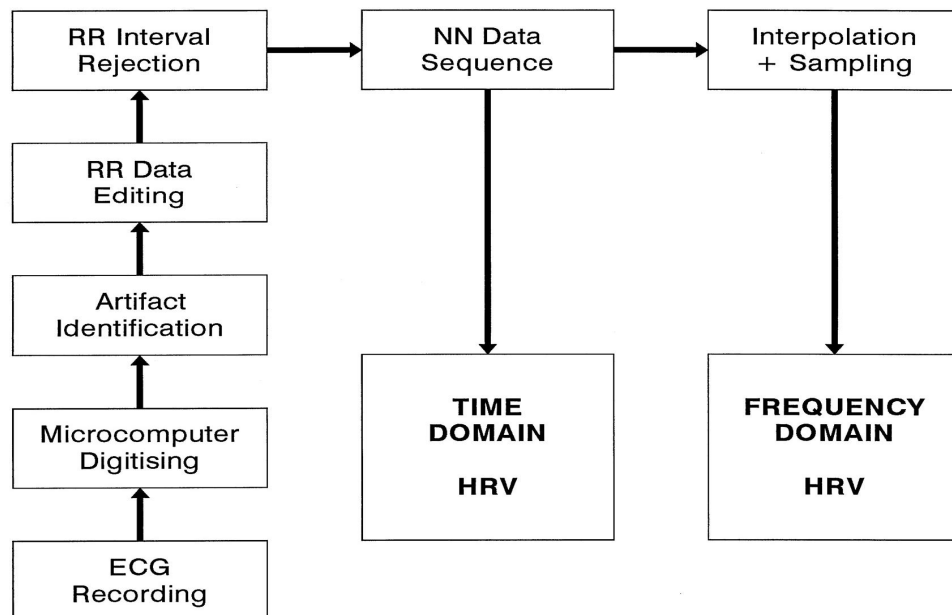 RR Interval
Rejection
NN Data
Sequence
Interpolation
+ Sampling
RR Data
Editing
Artifact
Identification
Microcomputer
Digitising
ECG
Recording
TIME
DOMAIN
HRV
FREQUENCY
DOMAIN
HRV